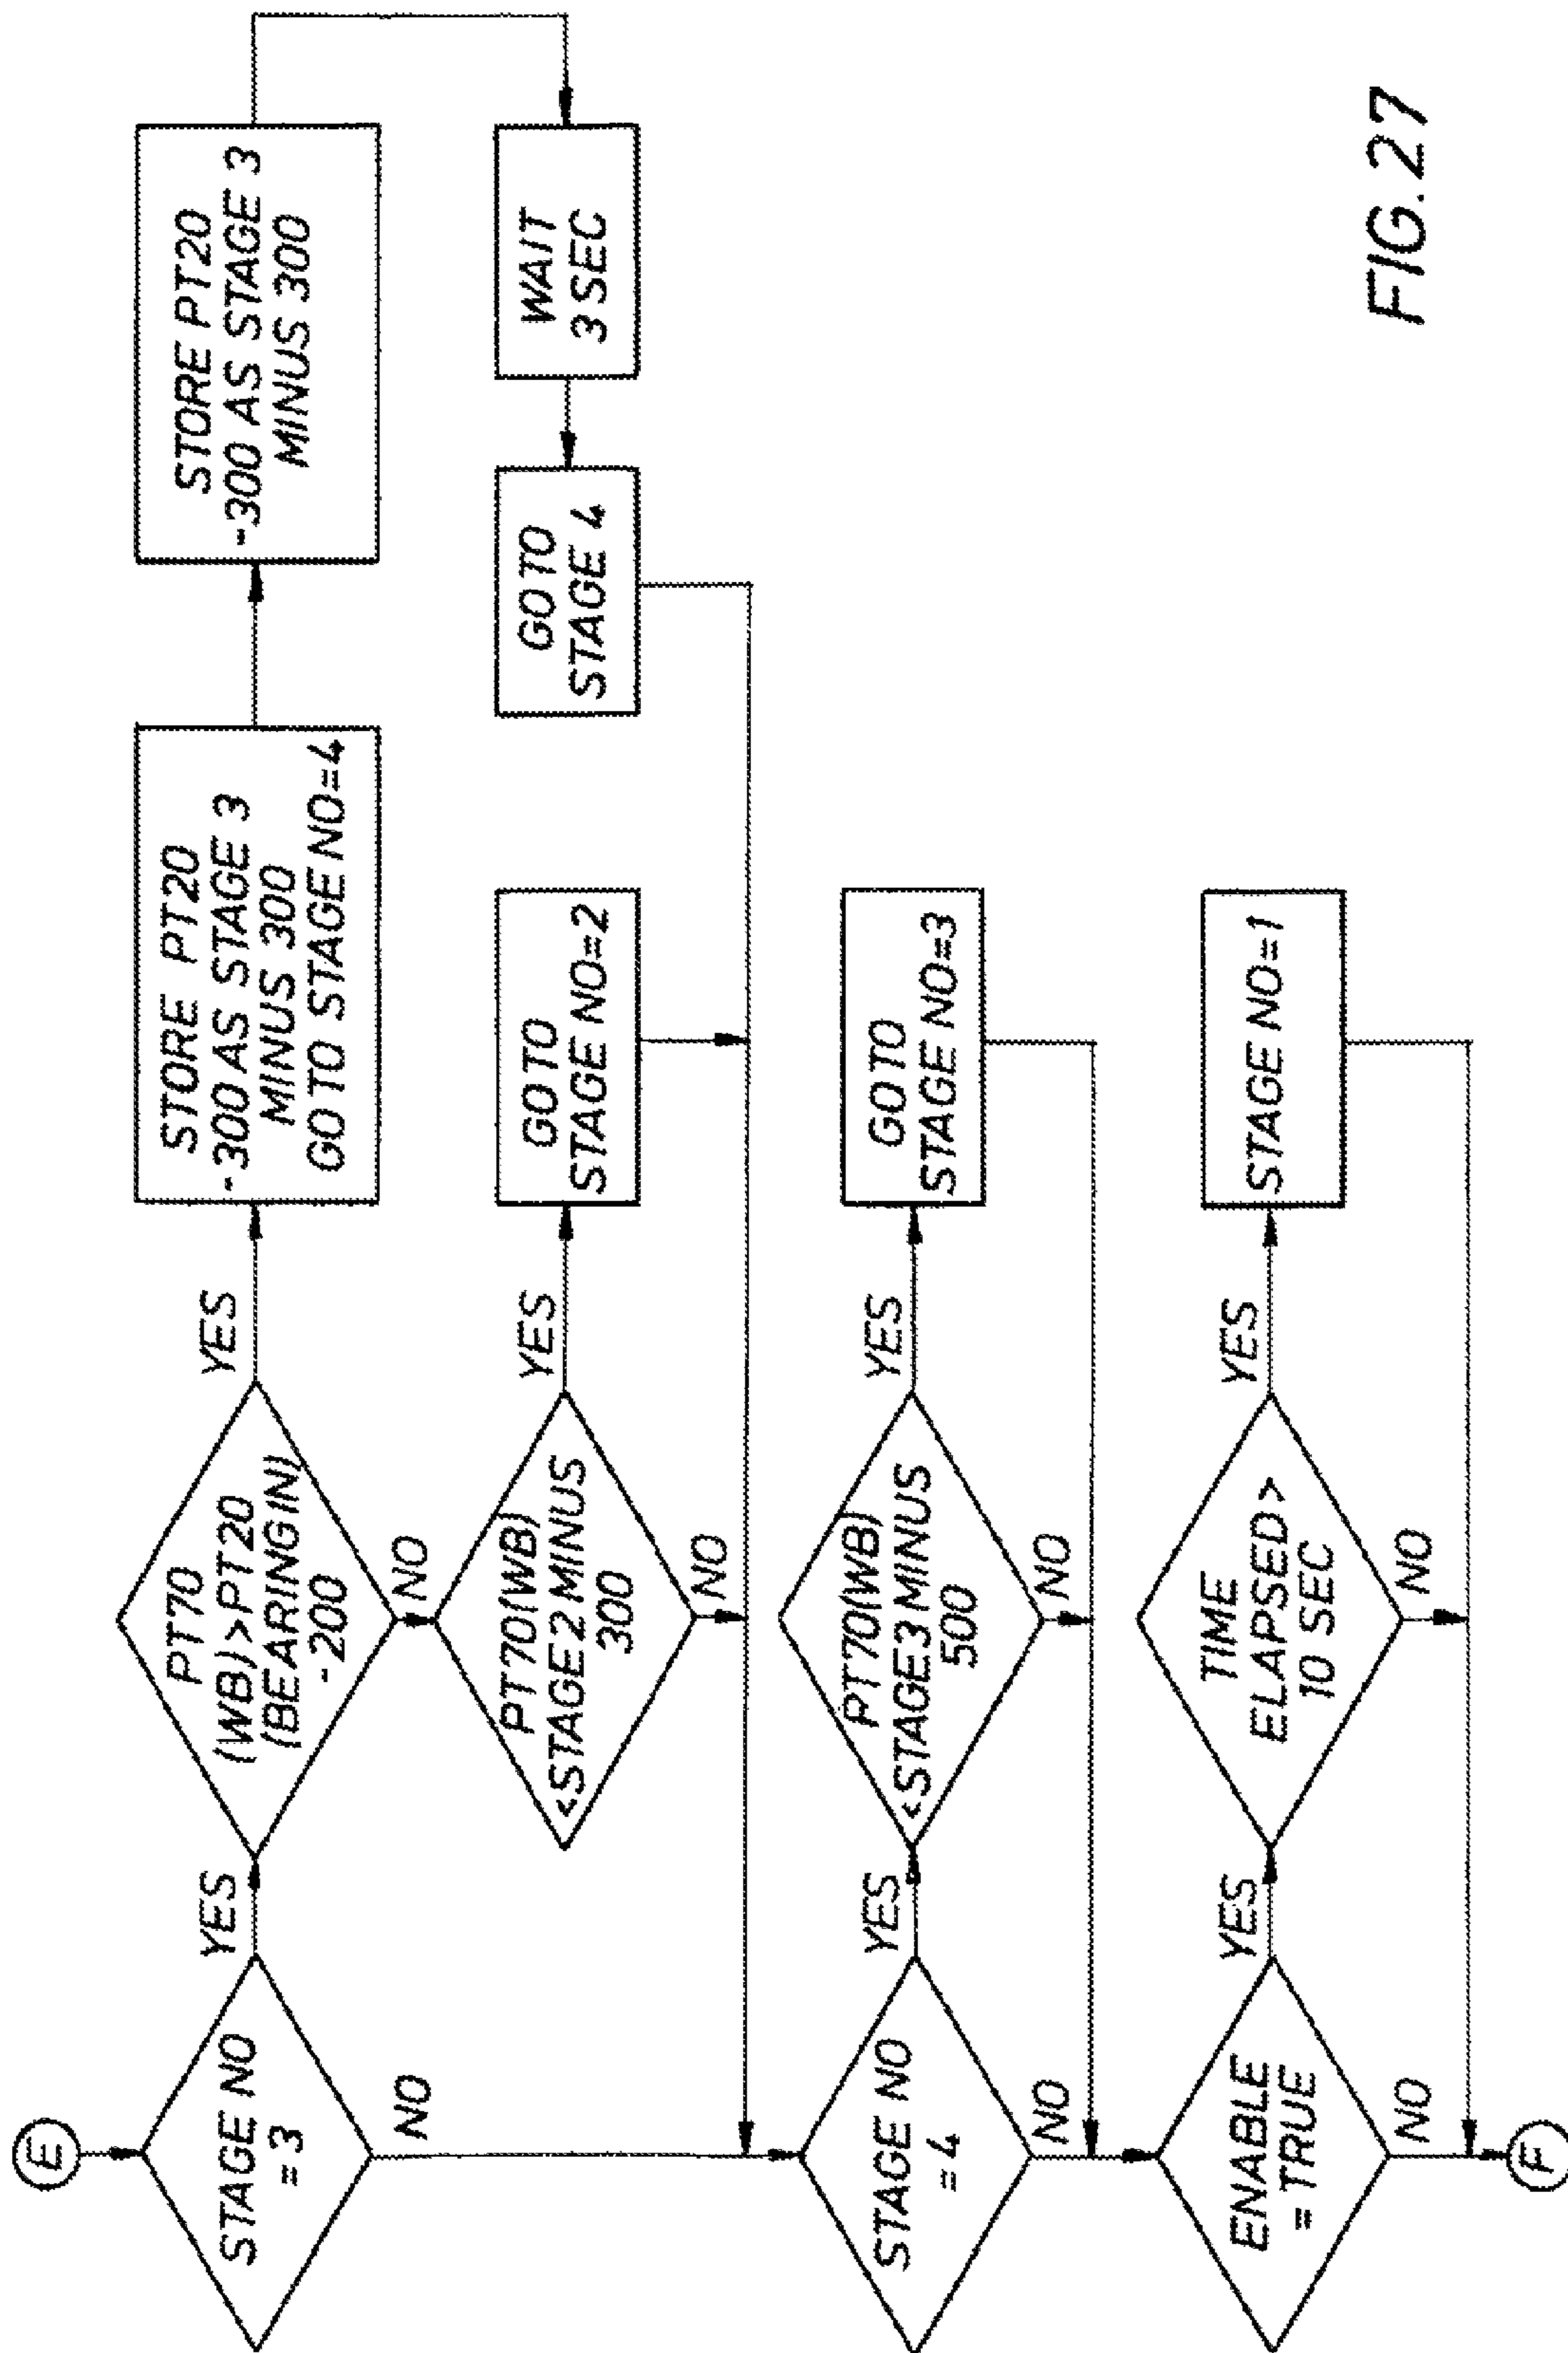 E
STAGE NO
= 3
YES
NO
PT70
(WB)>PT20
(BEARING IN)
-200
YES
NO
STORE PT20
-300 AS STAGE 3
MINUS 300
GO TO STAGE NO=4
STORE PT20
-300 AS STAGE 3
MINUS 300
WAIT
3 SEC
GO TO
STAGE 4
PT70(WB)
<STAGE 2 MINUS
300
YES
NO
GO TO
STAGE NO=2
STAGE NO
= 4
YES
NO
PT70(WB)
<STAGE3 MINUS
500
YES
NO
GO TO
STAGE NO=3
ENABLE
= TRUE
YES
NO
TIME
ELAPSED>
10 SEC
YES
NO
STAGE NO=1
F
FIG. 27